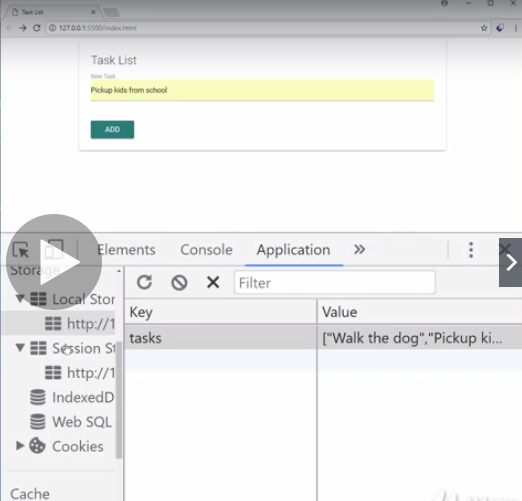 Task List
127.0.0.1:5500/index.html
Task List
New Task
Pickup kids from school
ADD
Elements Console Application
Storage
Filter
Local Stor
http://1
Session St
http://1
IndexedD
Web SQL
Cookies
Cache
Key Value
tasks ["Walk the dog","Pickup ki...